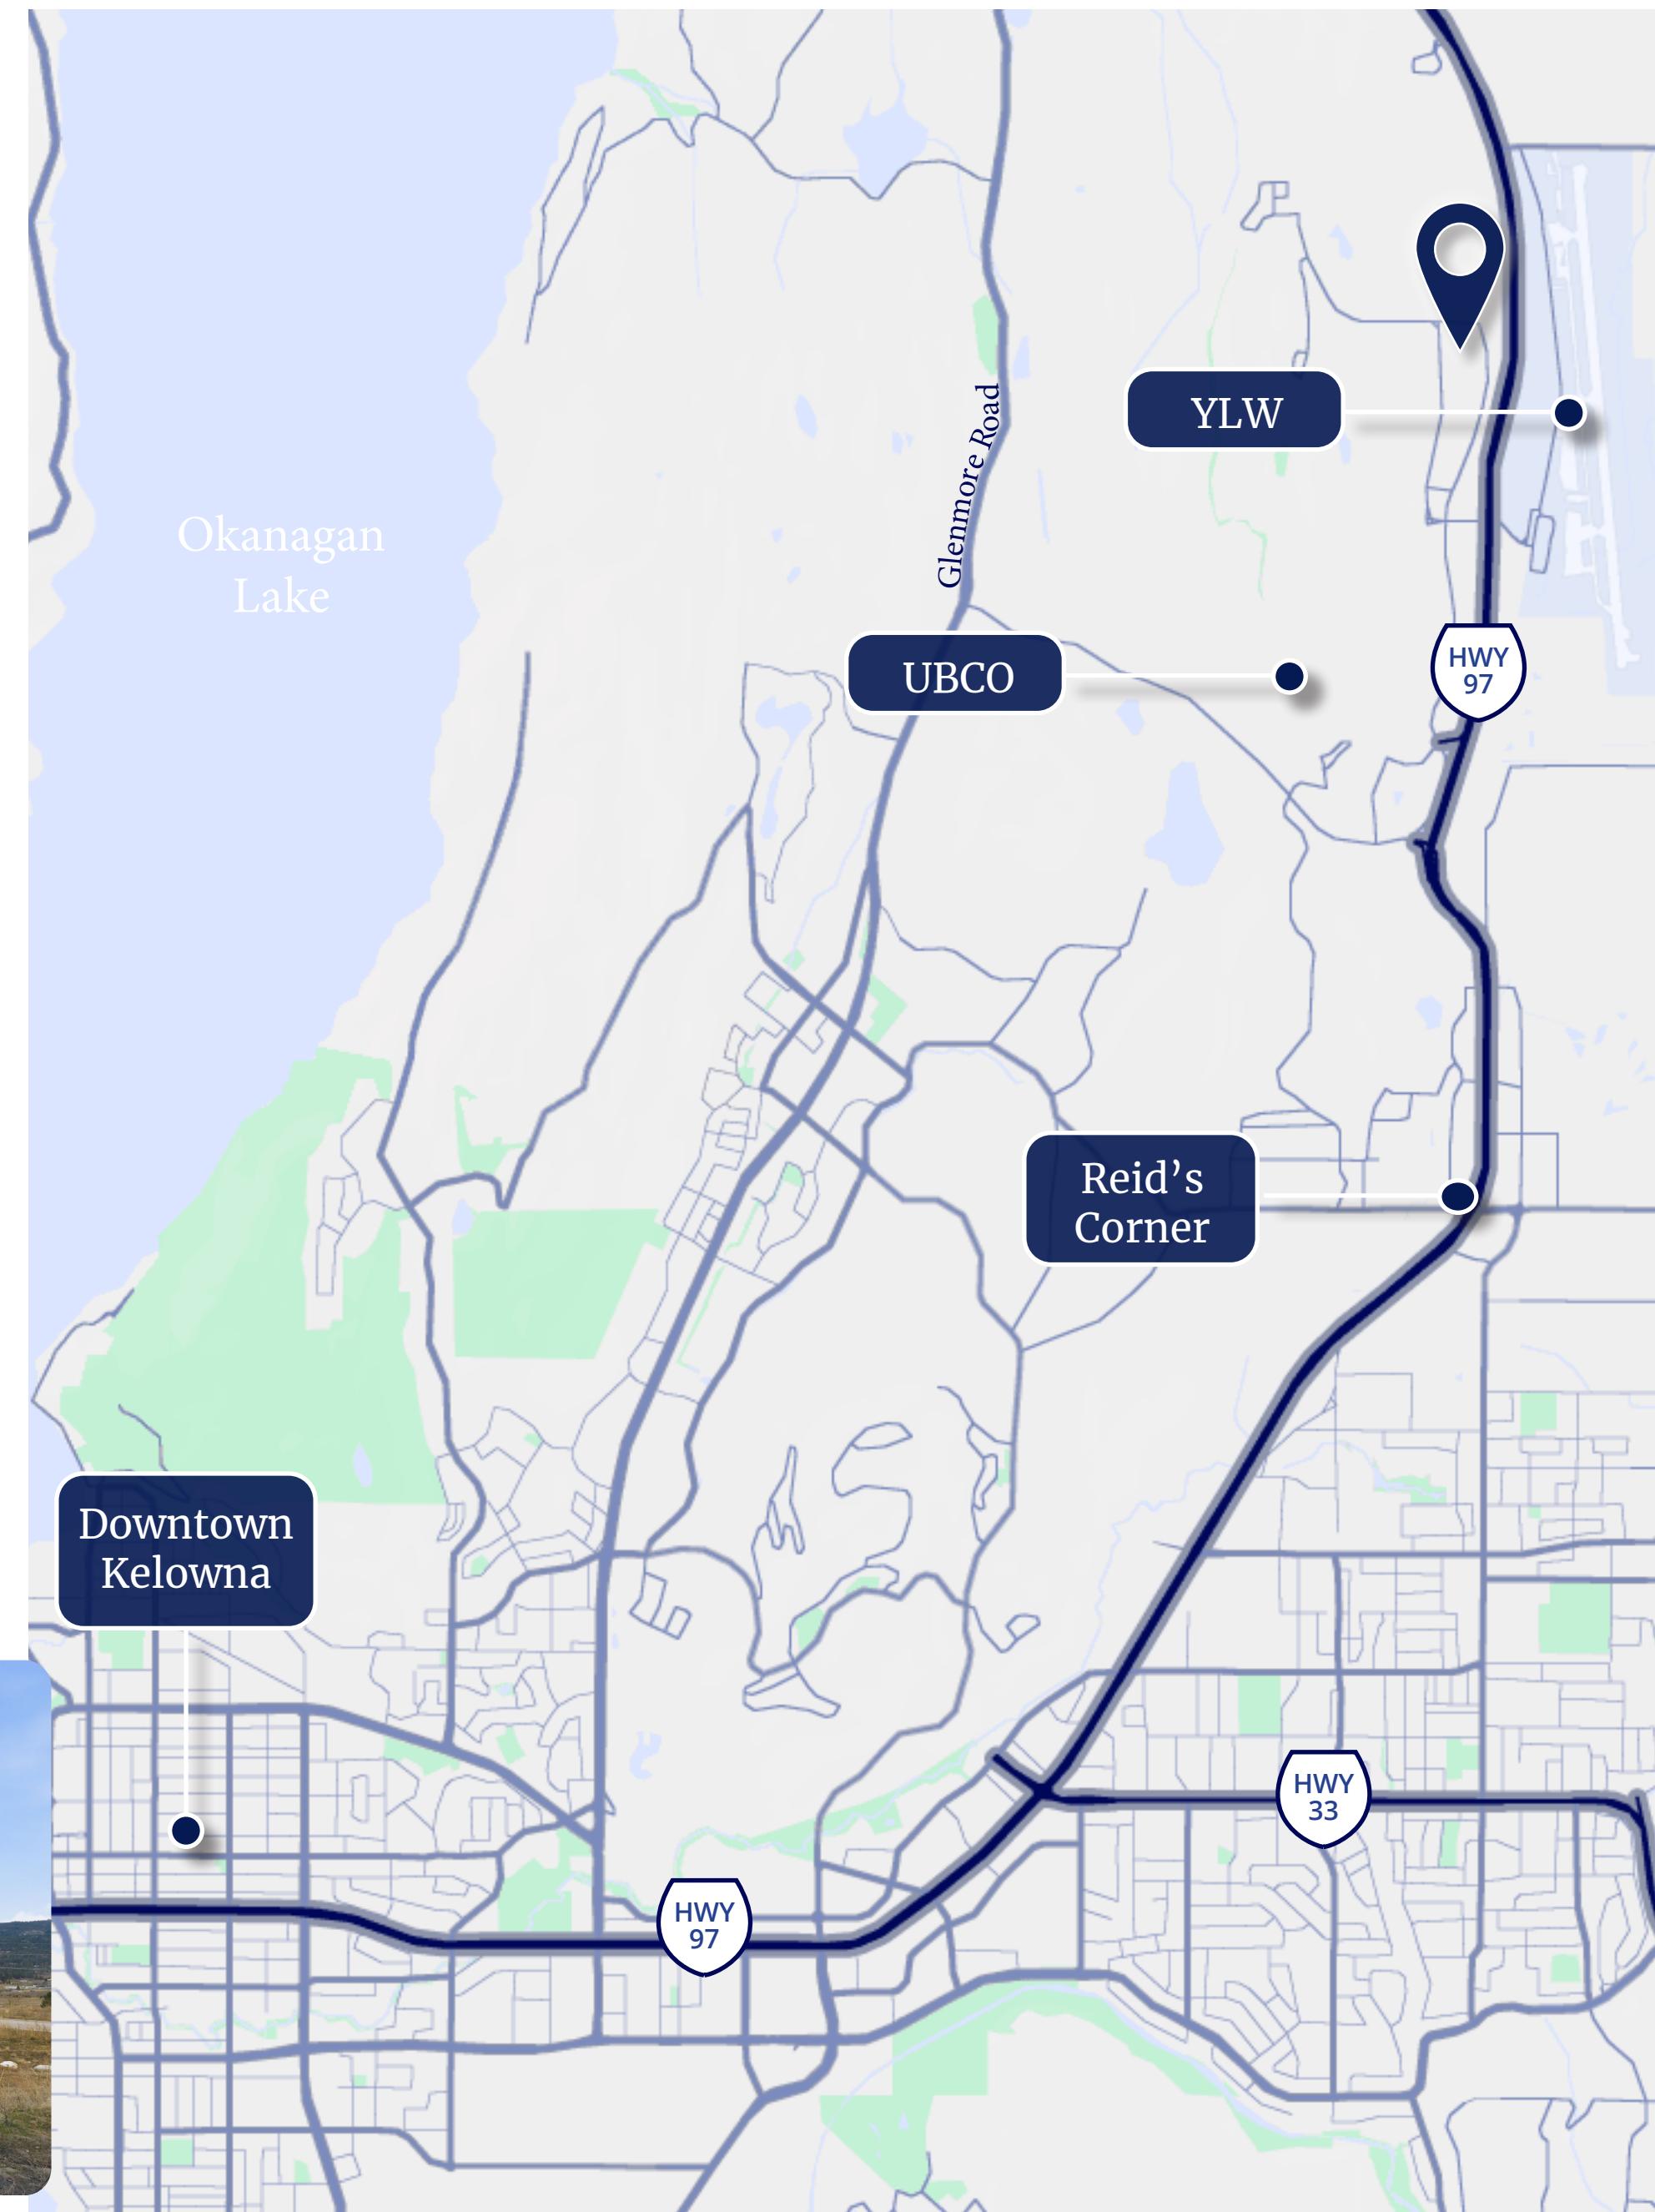 YLW
Glenmore Road
Okanagan
Lake
UBCO
HWY
97
Reid’s
Corner
Downtown
Kelowna
HWY
33
HWY
97